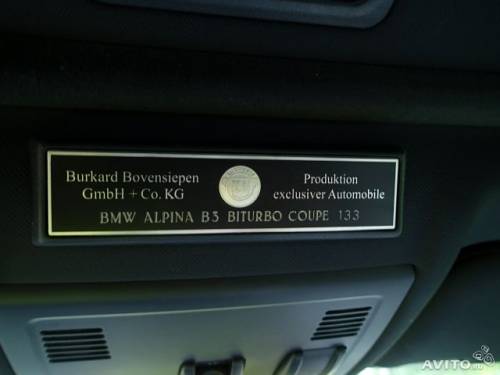 Burkard Bovensiepen
GmbH + Co. KG
Produktion
exclusiver Automobile
BMW ALPINA B3 BITURBO COUPE 133
AVITO.ru